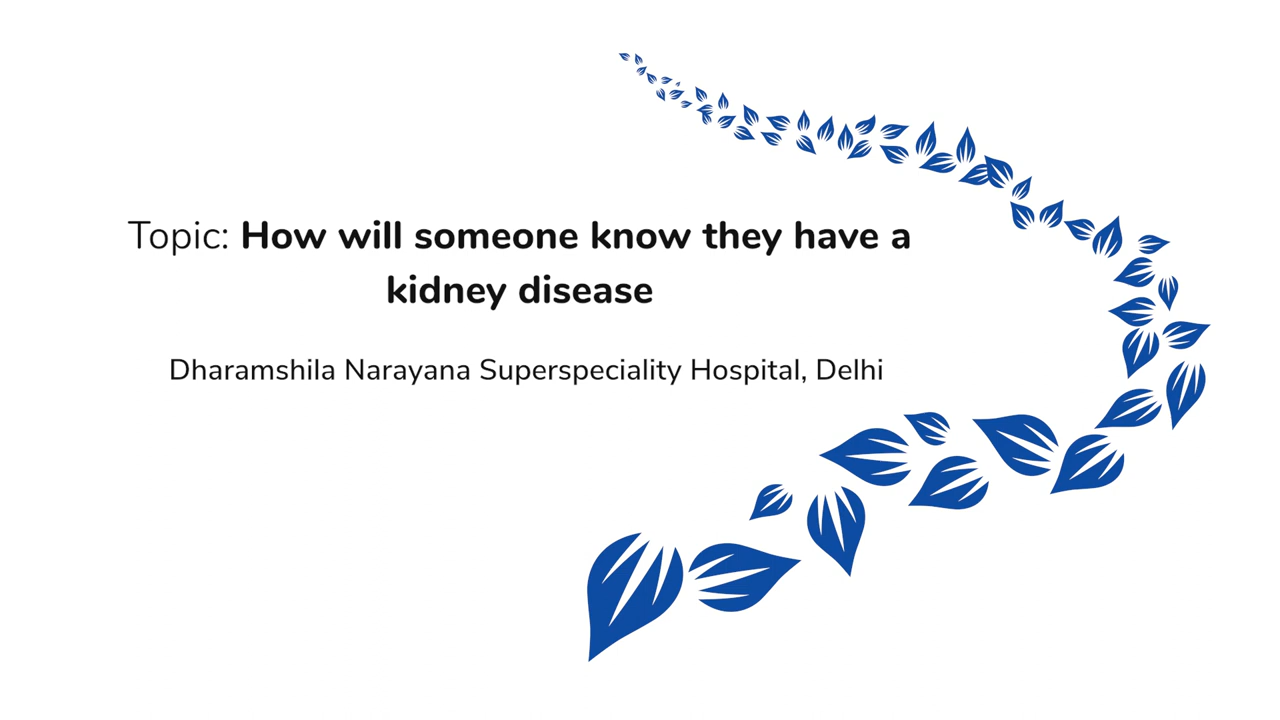 Topic: How will someone know they have a
kidney disease
Dharamshila Narayana Superspeciality Hospital, Delhi